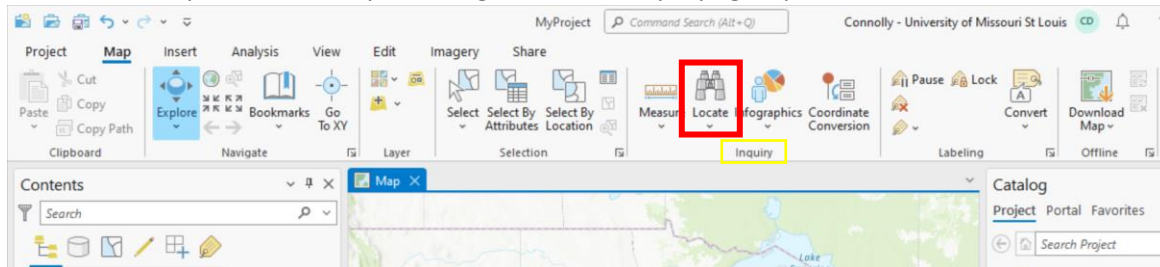 MyProject Command Search (Alt+Q) Connolly - University of Missouri St Louis CD
Project Map Insert Analysis View Edit Imagery Share
Cut
Copy
Copy Path
Paste
Clipboard
Explore
Bookmarks
Go
To XY
Navigate
Layer
Select
Select By
Attributes
Select By
Location
Selection
Measur
Locate
Infographics
Coordinate
Conversion
Inquiry
Pause
Lock
Convert
Labeling
Download
Map
Offline
Contents
Search
Map
Lake
Catalog
Project Portal Favorites
Search Project